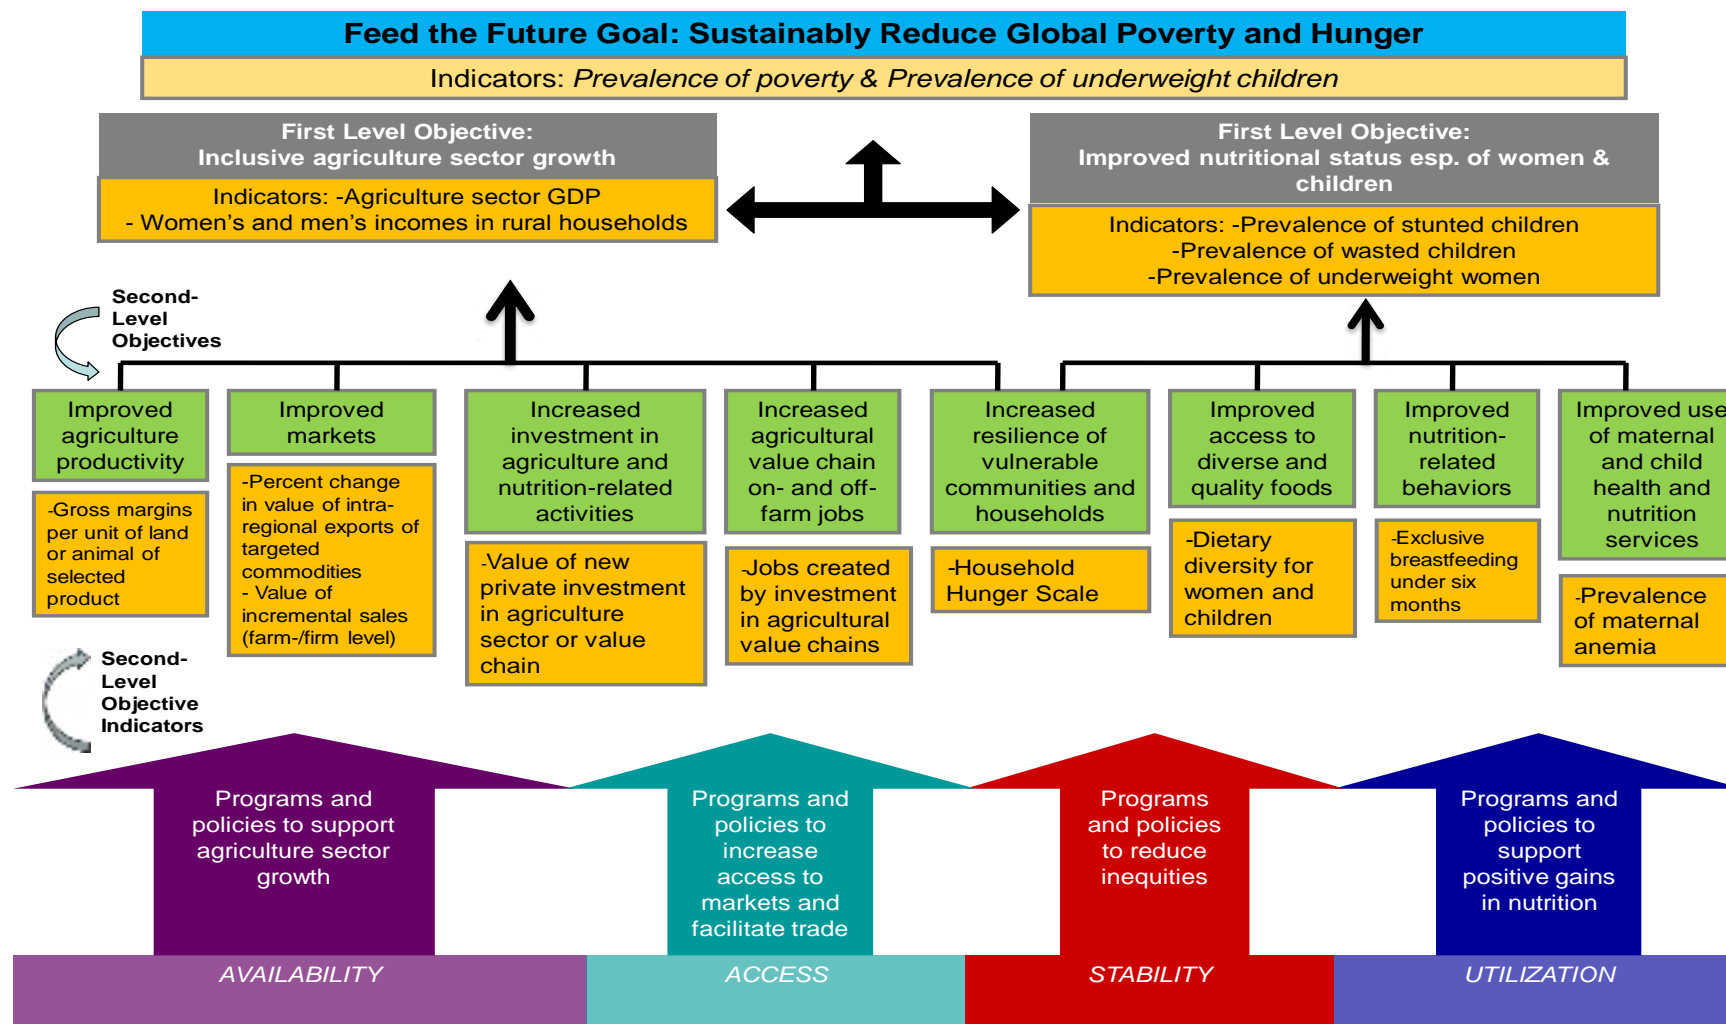 Feed the Future Goal: Sustainably Reduce Global Poverty and Hunger
Indicators: Prevalence of poverty & Prevalence of underweight children
First Level Objective:
Inclusive agriculture sector growth
Indicators: -Agriculture sector GDP
- Women's and men's incomes in rural households
First Level Objective:
Improved nutritional status esp. of women &
children
Indicators: -Prevalence of stunted children
-Prevalence of wasted children
-Prevalence of underweight women
Second-
Level
Objectives
Improved
agriculture
productivity
-Gross margins
per unit of land
or animal of
selected
product
Improved
markets
-Percent change
in value of intra-
regional exports of
targeted
commodities
- Value of
incremental sales
(farm-/firm level)
Increased
investment in
agriculture and
nutrition-related
activities
-Value of new
private investment
in agriculture
sector or value
chain
Increased
agricultural
value chain
on- and off-
farm jobs
-Jobs created
by investment
in agricultural
value chains
Increased
resilience of
vulnerable
communities and
households
-Household
Hunger Scale
Improved
access to
diverse and
quality foods
-Dietary
diversity for
women and
children
Improved
nutrition-
related
behaviors
-Exclusive
breastfeeding
under six
months
Improved use
of maternal
and child
health and
nutrition
services
-Prevalence
of maternal
anemia
Second-
Level
Objective
Indicators
Programs and
policies to support
agriculture sector
growth
Programs and
policies to
increase
access to
markets and
facilitate trade
Programs
and policies
to reduce
inequities
Programs and
policies to
support
positive gains
in nutrition
AVAILABILITY
ACCESS
STABILITY
UTILIZATION